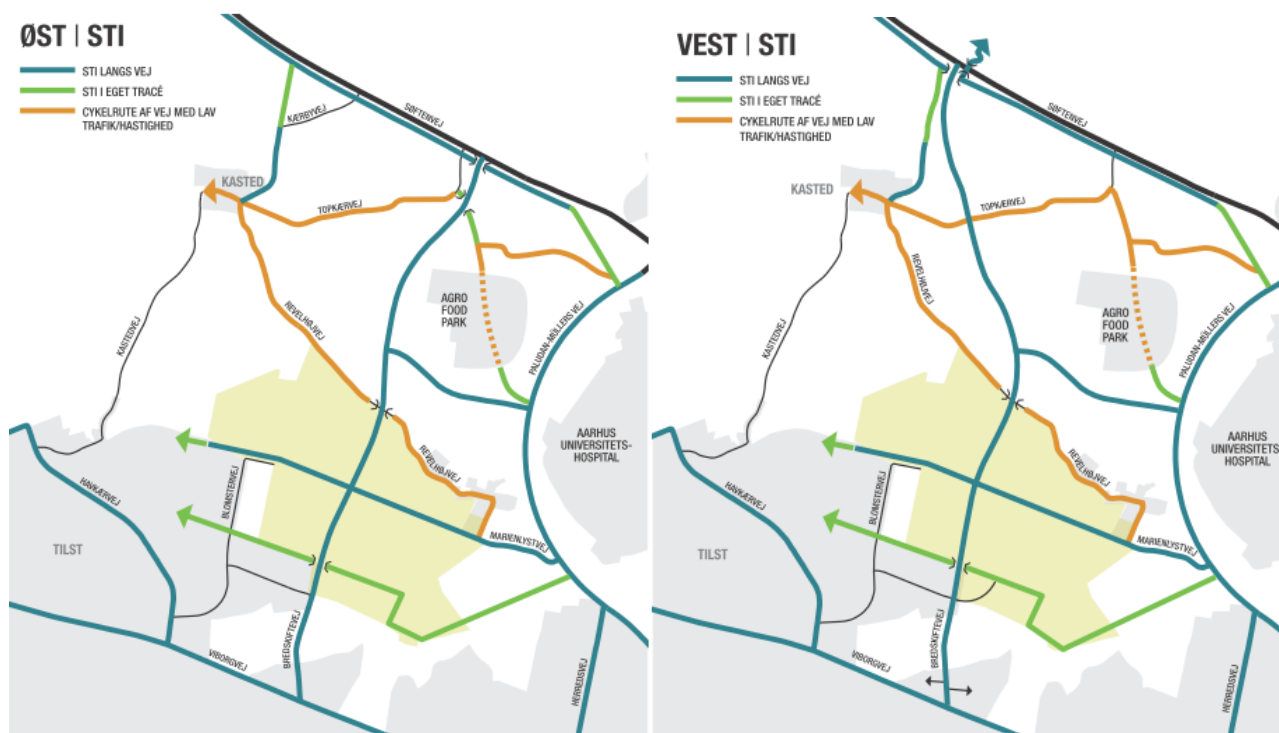 ØST | STI
STI LANGS VEJ
STI I EGET TRACÉ
CYKELRUTE AF VEJ MED LAV
TRAFIK/HASTIGHED
KÆRBYVEJ
SØFTENVEJ
KASTED
TOPKÆRVEJ
KASTEDVEJ
REVELHØJVEJ
AGRO
FOOD
PARK
PALUDAN-MÜLLERS VEJ
AARHUS
UNIVERSITETS-
HOSPITAL
REVELHØJVEJ
HAVKÆRVEJ
BLOMSTERVEJ
MARIENLYSTVEJ
TILST
BREDSKIFTEVEJ
VIBORGVEJ
HERREDSVEJ
VEST | STI
STI LANGS VEJ
STI I EGET TRACÉ
CYKELRUTE AF VEJ MED LAV
TRAFIK/HASTIGHED
SØFTENVEJ
KASTED
TOPKÆRVEJ
KASTEDVEJ
REVELHØJVEJ
AGRO
FOOD
PARK
PALUDAN-MÜLLERS VEJ
AARHUS
UNIVERSITETS-
HOSPITAL
REVELHØJVEJ
HAVKÆRVEJ
BLOMSTERVEJ
MARIENLYSTVEJ
TILST
BREDSKIFTEVEJ
VIBORGVEJ
HERREDSVEJ